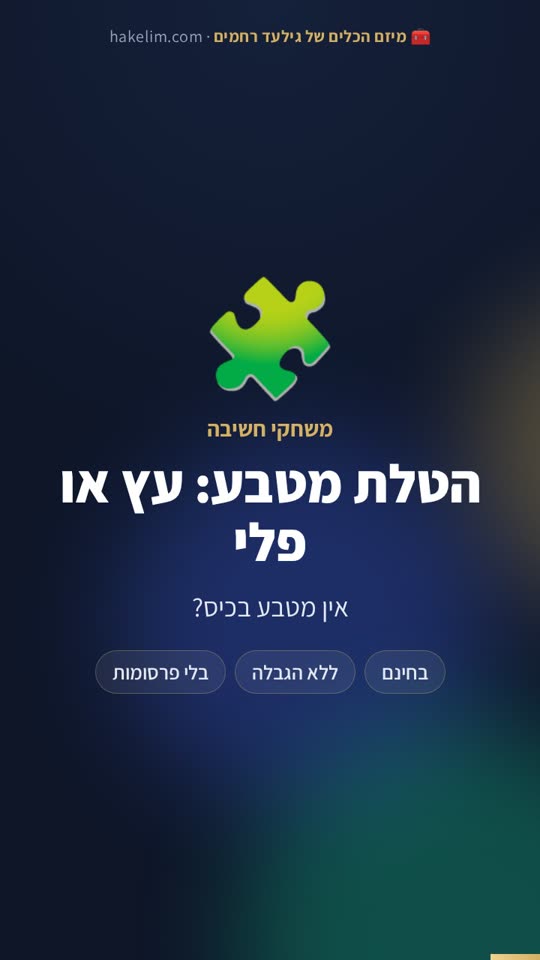 🧰 מיזם הכלים של גילעד רחמים · hakelim.com
משחקי חשיבה
הטלת מטבע: עץ או
פלי
אין מטבע בכיס?
בחינם
ללא הגבלה
בלי פרסומות